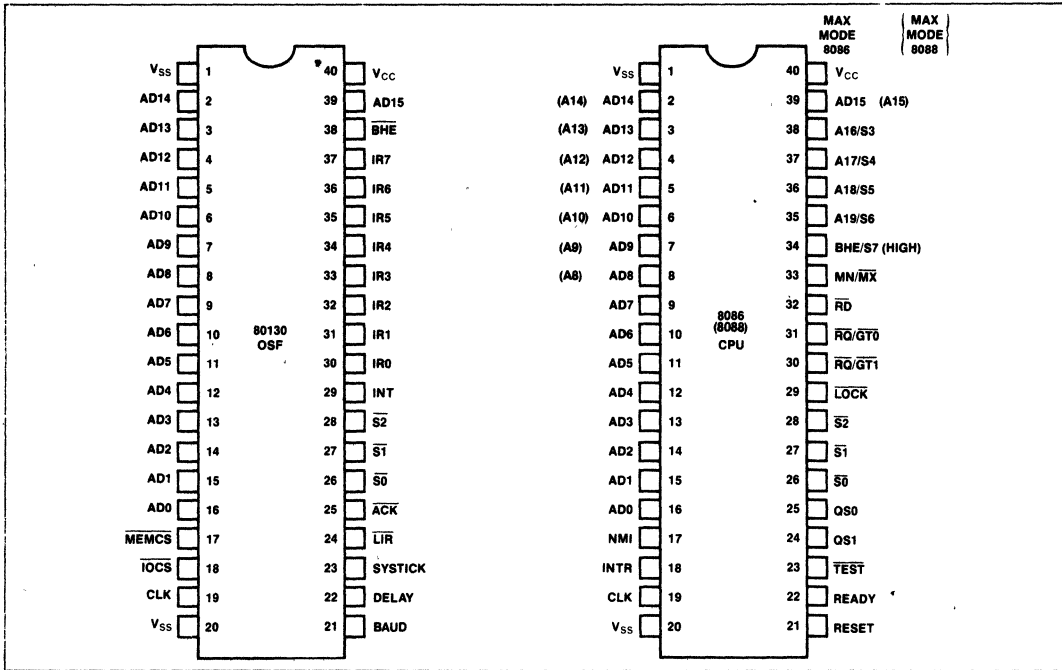 MAX MODE 8086 {MAX MODE 8088}
VSS 1 40 VCC
AD14 2 39 AD15
AD13 3 38 BHE
AD12 4 37 IR7
AD11 5 36 IR6
AD10 6 35 IR5
AD9 7 34 IR4
AD8 8 33 IR3
AD7 9 32 IR2
AD6 10 31 IR1
AD5 11 30 IR0
AD4 12 29 INT
AD3 13 28 S2
AD2 14 27 S1
AD1 15 26 S0
AD0 16 25 ACK
MEMCS 17 24 LIR
IOCS 18 23 SYSTICK
CLK 19 22 DELAY
VSS 20 21 BAUD
80130
OSF
VSS 1 40 VCC
(A14) AD14 2 39 AD15 (A15)
(A13) AD13 3 38 A16/S3
(A12) AD12 4 37 A17/S4
(A11) AD11 5 36 A18/S5
(A10) AD10 6 35 A19/S6
(A9) AD9 7 34 BHE/S7 (HIGH)
(A8) AD8 8 33 MN/MX
AD7 9 32 RD
AD6 10 31 RQ/GT0
AD5 11 30 RQ/GT1
AD4 12 29 LOCK
AD3 13 28 S2
AD2 14 27 S1
AD1 15 26 S0
AD0 16 25 QS0
NMI 17 24 QS1
INTR 18 23 TEST
CLK 19 22 READY
VSS 20 21 RESET
8086
(8088)
CPU